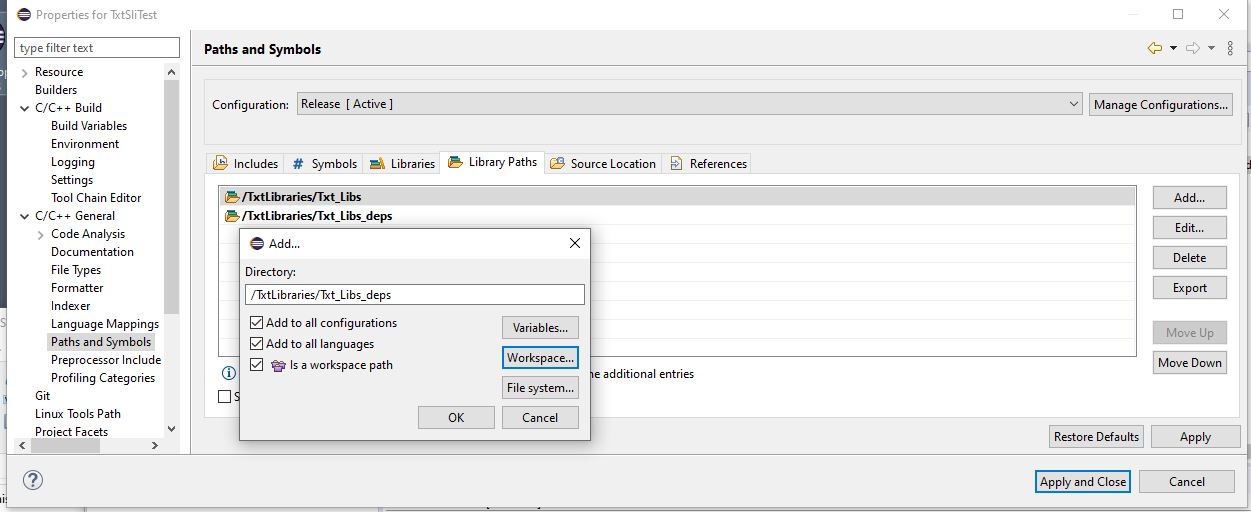 Properties for TxtSliTest
type filter text
Resource
Builders
C/C++ Build
Build Variables
Environment
Logging
Settings
Tool Chain Editor
C/C++ General
Code Analysis
Documentation
File Types
Formatter
Indexer
Language Mappings
Paths and Symbols
Preprocessor Include
Profiling Categories
Git
Linux Tools Path
Project Facets
Paths and Symbols
Configuration: Release [ Active ] Manage Configurations...
Includes # Symbols Libraries Library Paths Source Location References
/TxtLibraries/Txt_Libs
/TxtLibraries/Txt_Libs_deps
Add...
Edit...
Delete
Export
Move Up
Move Down
Add...
Directory:
/TxtLibraries/Txt_Libs_deps
Add to all configurations
Add to all languages
Is a workspace path
Variables...
Workspace...
File system...
OK Cancel
additional entries
Restore Defaults Apply
? Apply and Close Cancel